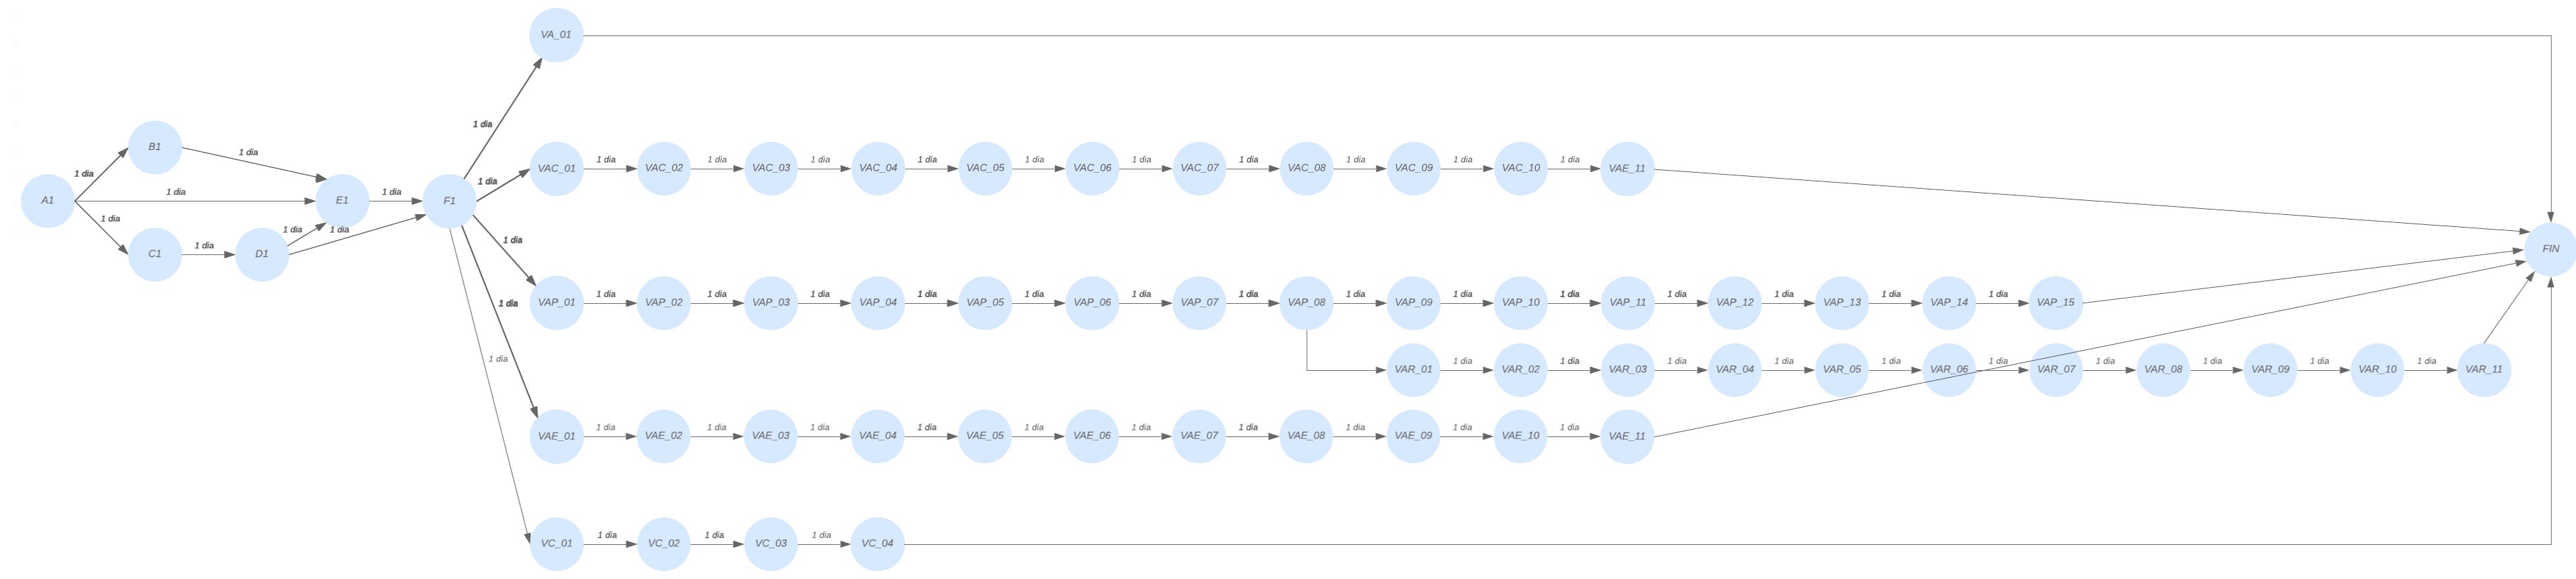 VA_01
1 dia
B1
1 dia
1 dia
A1
1 dia
E1
1 dia
F1
1 dia
1 dia
1 dia
C1
1 dia
D1
1 dia
VAC_01
1 dia
VAC_02
1 dia
VAC_03
1 dia
VAC_04
1 dia
VAC_05
1 dia
VAC_06
1 dia
VAC_07
1 dia
VAC_08
1 dia
VAC_09
1 dia
VAC_10
1 dia
VAE_11
FIN
1 dia
VAP_01
1 dia
VAP_02
1 dia
VAP_03
1 dia
VAP_04
1 dia
VAP_05
1 dia
VAP_06
1 dia
VAP_07
1 dia
VAP_08
1 dia
VAP_09
1 dia
VAP_10
1 dia
VAP_11
1 dia
VAP_12
1 dia
VAP_13
1 dia
VAP_14
1 dia
VAP_15
VAR_01
1 dia
VAR_02
1 dia
VAR_03
1 dia
VAR_04
1 dia
VAR_05
1 dia
VAR_06
1 dia
VAR_07
1 dia
VAR_08
1 dia
VAR_09
1 dia
VAR_10
1 dia
VAR_11
1 dia
VAE_01
1 dia
VAE_02
1 dia
VAE_03
1 dia
VAE_04
1 dia
VAE_05
1 dia
VAE_06
1 dia
VAE_07
1 dia
VAE_08
1 dia
VAE_09
1 dia
VAE_10
1 dia
VAE_11
1 dia
VC_01
1 dia
VC_02
1 dia
VC_03
1 dia
VC_04